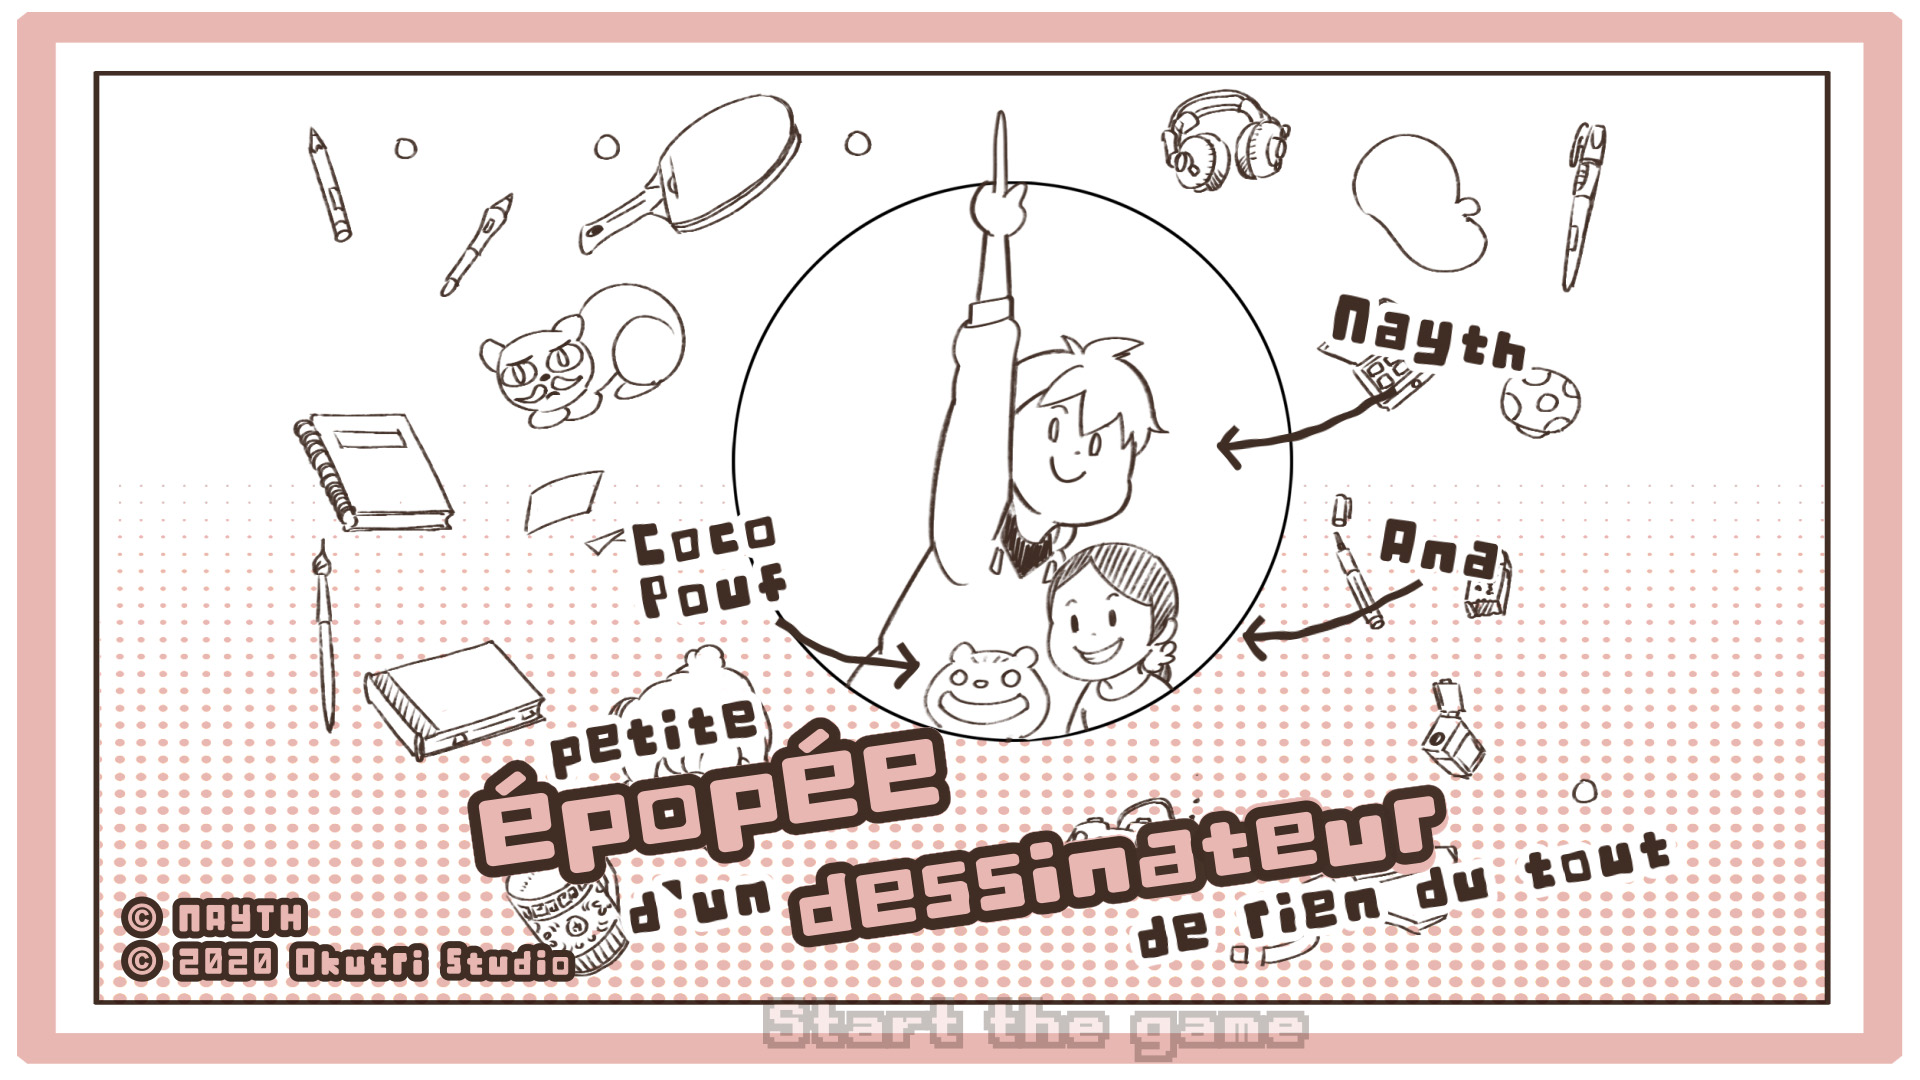 Nayth
Coco
Pouf
Ana
petite
épopÉe
d'un dessinateur
de rien du tout
© NAYTH
© 2020 Okutri Studio
Start the game